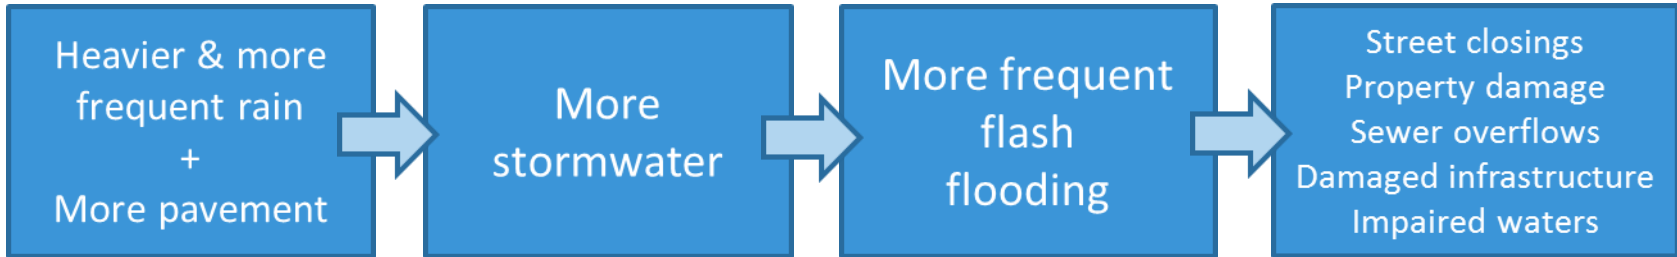 Heavier & more
frequent rain
+
More pavement
More
stormwater
More frequent
flash
flooding
Street closings
Property damage
Sewer overflows
Damaged infrastructure
Impaired waters